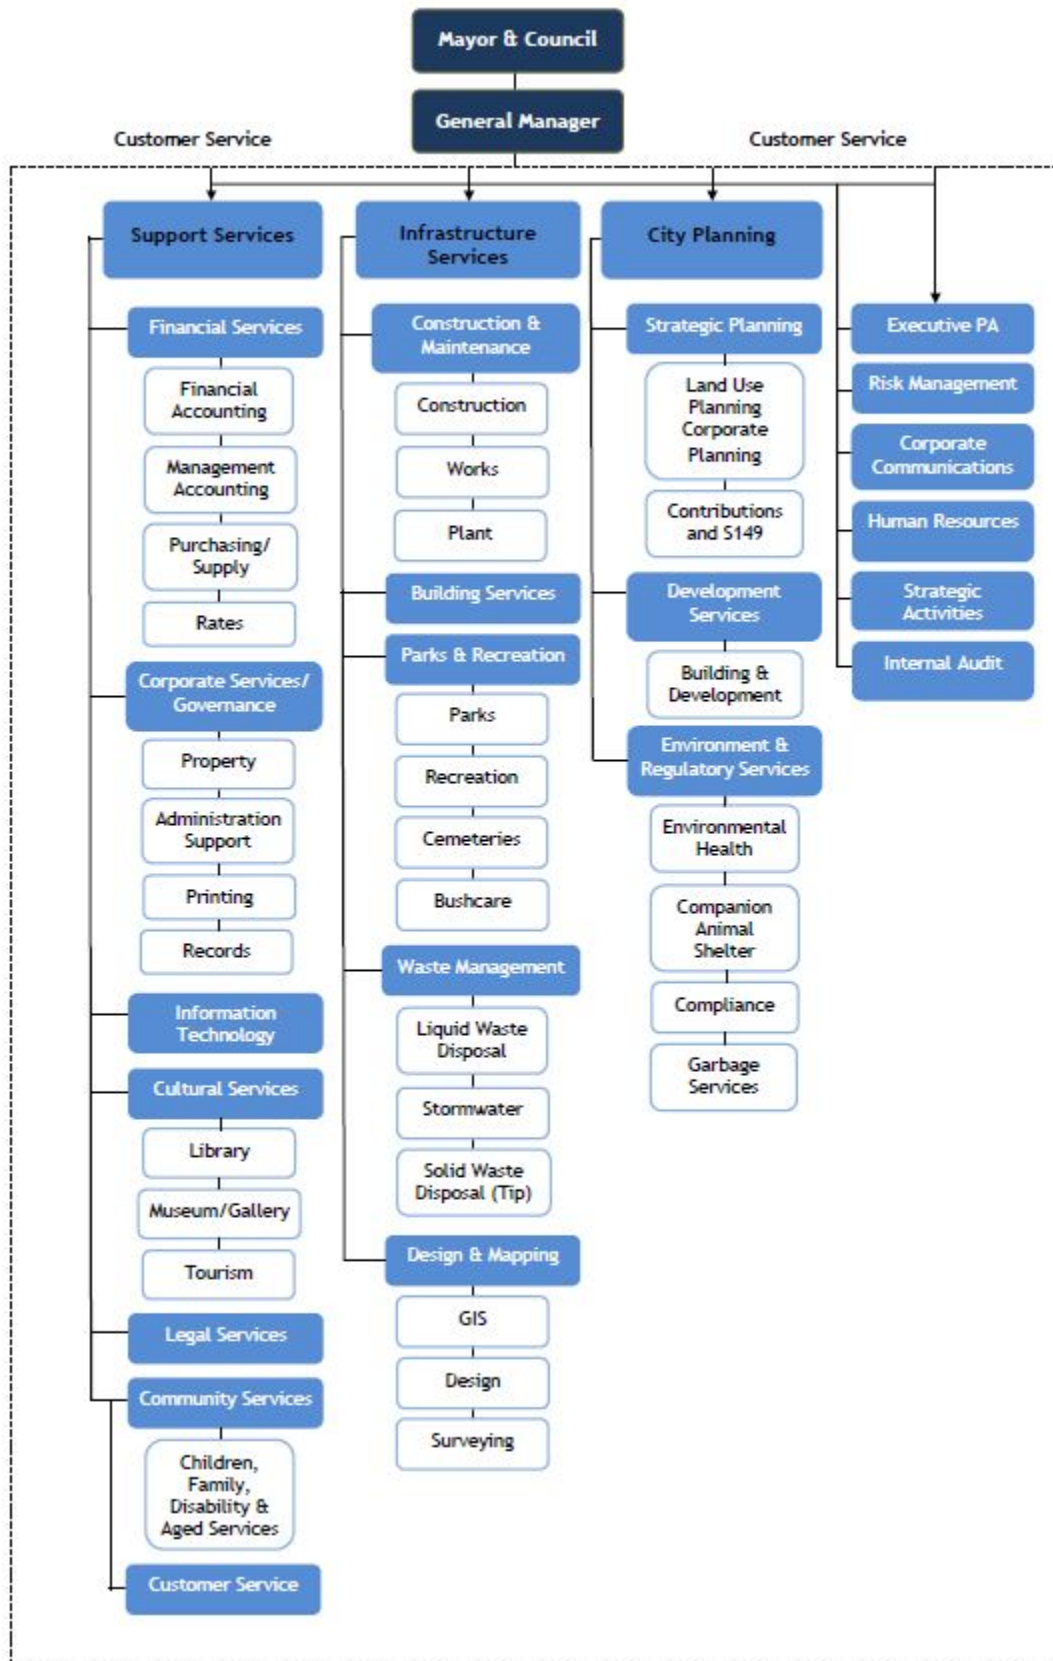 Mayor & Council
General Manager
Customer Service
Customer Service
Support Services
Financial Services
Financial
Accounting
Management
Accounting
Purchasing/
Supply
Rates
Corporate Services/
Governance
Property
Administration
Support
Printing
Records
Information
Technology
Cultural Services
Library
Museum/Gallery
Tourism
Legal Services
Community Services
Children,
Family,
Disability &
Aged Services
Customer Service
Infrastructure
Services
Construction &
Maintenance
Construction
Works
Plant
Building Services
Parks & Recreation
Parks
Recreation
Cemeteries
Bushcare
Waste Management
Liquid Waste
Disposal
Stormwater
Solid Waste
Disposal (Tip)
Design & Mapping
GIS
Design
Surveying
City Planning
Strategic Planning
Land Use
Planning
Corporate
Planning
Contributions
and S149
Development
Services
Building &
Development
Environment &
Regulatory Services
Environmental
Health
Companion
Animal
Shelter
Compliance
Garbage
Services
Executive PA
Risk Management
Corporate
Communications
Human Resources
Strategic
Activities
Internal Audit